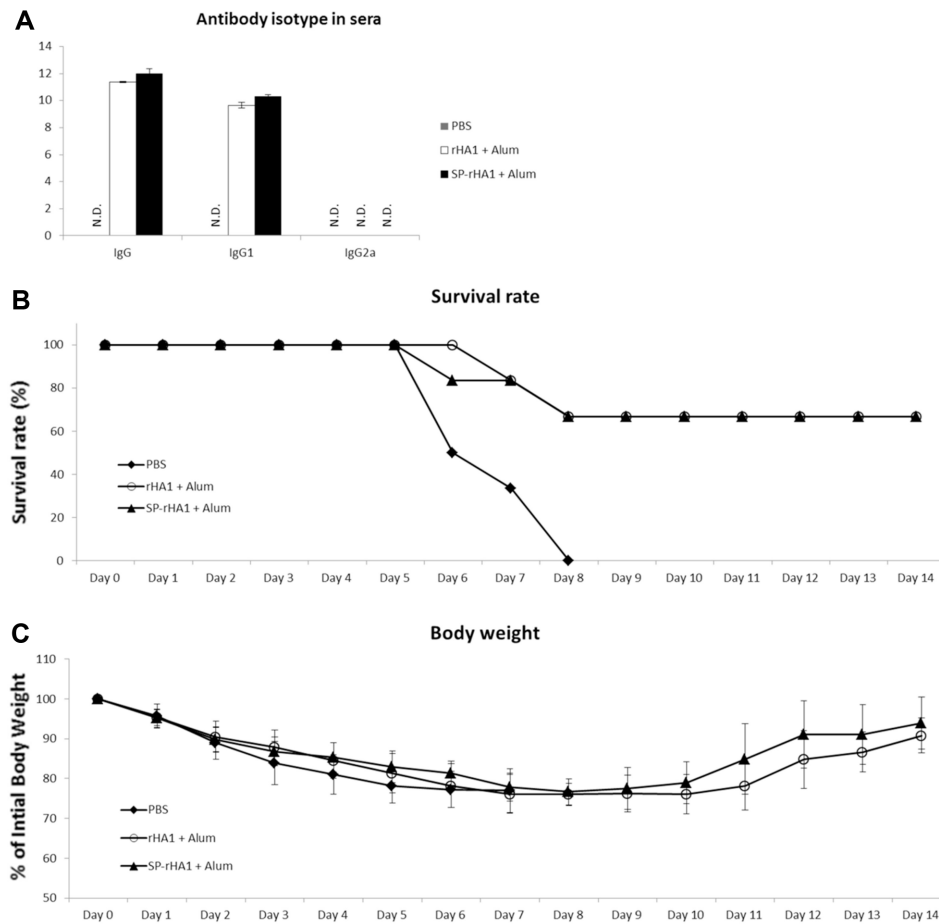 A
Antibody isotype in sera
14
12
10
8
6
4
2
0
N.D.
N.D.
N.D.
N.D.
N.D.
IgG
IgG1
IgG2a
PBS
rHA1 + Alum
SP-rHA1 + Alum
B
Survival rate
Survival rate (%)
100
80
60
40
20
0
PBS
rHA1 + Alum
SP-rHA1 + Alum
Day 0 Day 1 Day 2 Day 3 Day 4 Day 5 Day 6 Day 7 Day 8 Day 9 Day 10 Day 11 Day 12 Day 13 Day 14
C
Body weight
% of Intial Body Weight
110
100
90
80
70
60
50
PBS
rHA1 + Alum
SP-rHA1 + Alum
Day 0 Day 1 Day 2 Day 3 Day 4 Day 5 Day 6 Day 7 Day 8 Day 9 Day 10 Day 11 Day 12 Day 13 Day 14